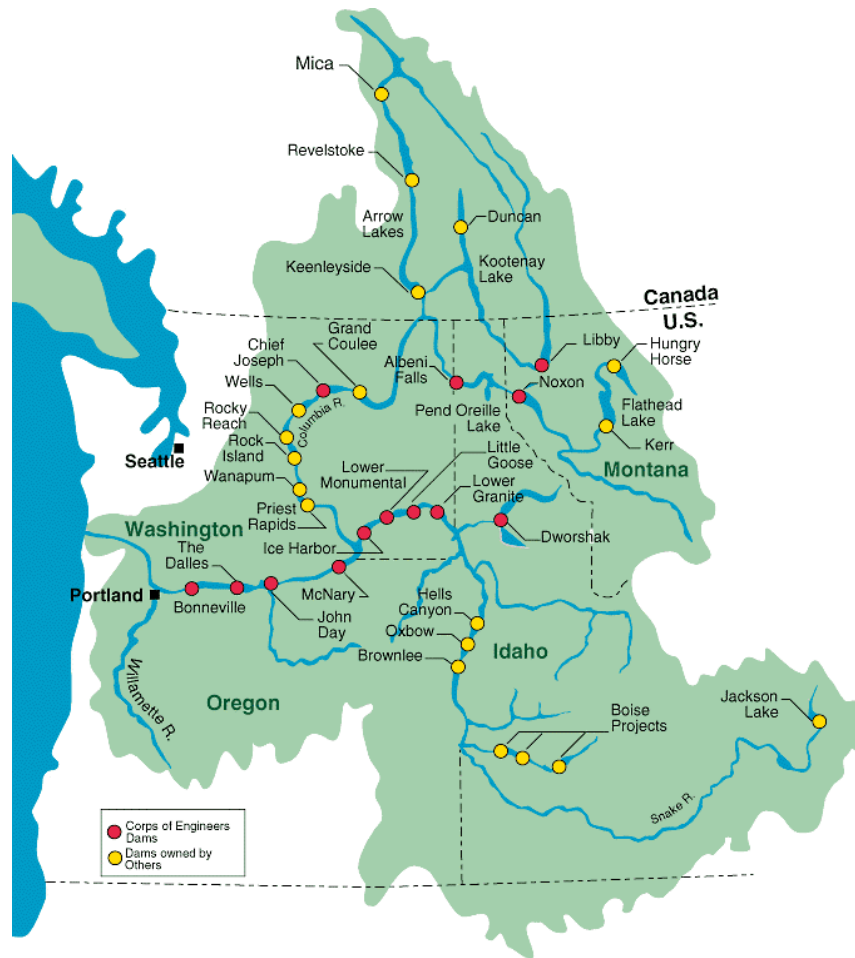 Mica
Revelstoke
Arrow
Lakes
Duncan
Kootenay
Lake
Keenleyside
Canada
U.S.
Grand
Coulee
Chief
Joseph
Wells
Rocky
Reach
Rock
Island
Wanapum
Priest
Rapids
Columbia R.
Albeni
Falls
Libby
Hungry
Horse
Noxon
Pend Oreille
Lake
Flathead
Lake
Kerr
Montana
Seattle
Little
Goose
Lower
Monumental
Lower
Granite
Washington
Ice Harbor
Dworshak
The
Dalles
Portland
Bonneville
McNary
John
Day
Hells
Canyon
Oxbow
Brownlee
Idaho
Willamette R.
Oregon
Boise
Projects
Jackson
Lake
Snake R.
Corps of Engineers
Dams
Dams owned by
Others